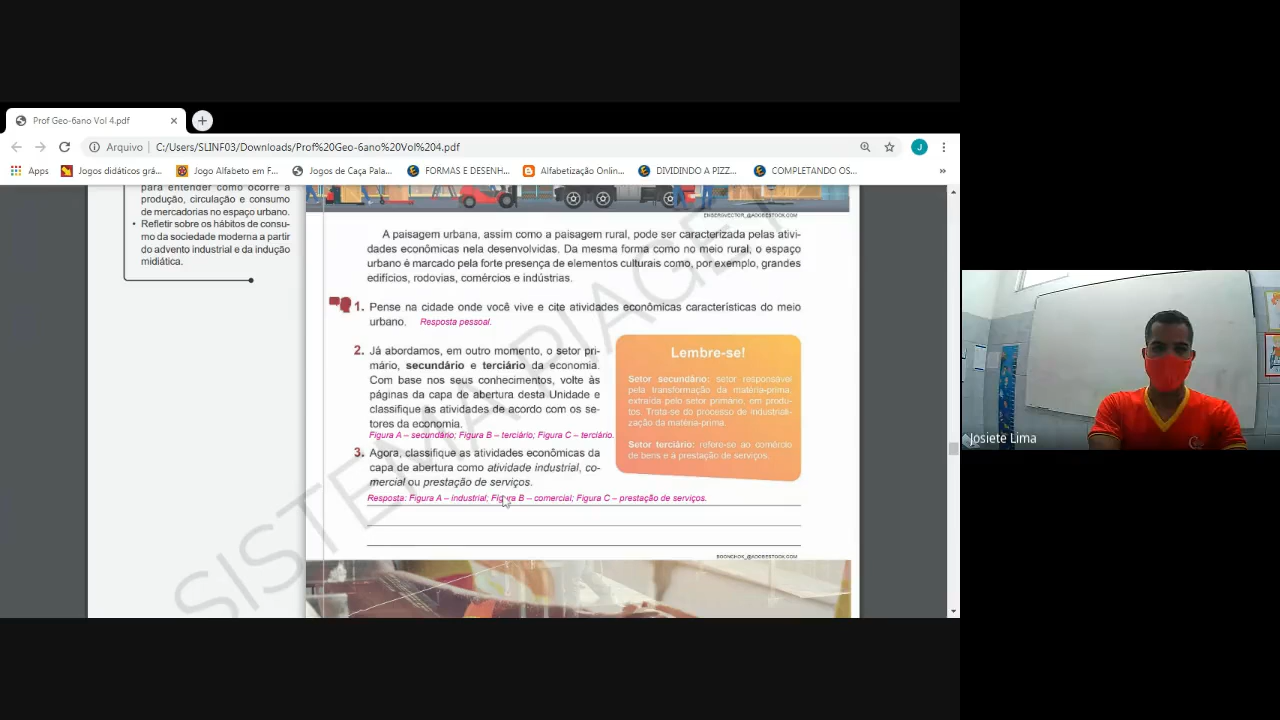 Prof Geo-6ano Vol 4.pdf
Arquivo
C:/Users/SLINF03/Downloads/Prof%20Geo-6ano%20Vol%204.pdf
J
Apps
Jogos didáticos grá...
Jogo Alfabeto em F...
Jogos de Caça Pala...
FORMAS E DESENH...
Alfabetização Onlin...
DIVIDINDO A PIZZ...
COMPLETANDO OS...
»
para entender como ocorre a
produção, circulação e consumo
de mercadorias no espaço urbano.
• Refletir sobre os hábitos de consu-
mo da sociedade moderna a partir
do advento industrial e da indução
midiática.
ENSERAVECTOR_@ADOBESTOCK.COM
A paisagem urbana, assim como a paisagem rural, pode ser caracterizada pelas ativi-
dades econômicas nela desenvolvidas. Da mesma forma como no meio rural, o espaço
urbano é marcado pela forte presença de elementos culturais como, por exemplo, grandes
edifícios, rodovias, comércios e indústrias.
1. Pense na cidade onde você vive e cite atividades econômicas características do meio
urbano. Resposta pessoal.
2. Já abordamos, em outro momento, o setor pri-
mário, secundário e terciário da economia.
Com base nos seus conhecimentos, volte às
páginas da capa de abertura desta Unidade e
classifique as atividades de acordo com os se-
tores da economia.
Figura A – secundário; Figura B – terciário; Figura C – terciário.
Lembre-se!
Setor secundário: setor responsável
pela transformação da matéria-prima,
extraída pelo setor primário, em produ-
tos. Trata-se do processo de industriali-
zação da matéria-prima.
Setor terciário: refere-se ao comércio
de bens e à prestação de serviços.
3. Agora, classifique as atividades econômicas da
capa de abertura como atividade industrial, co-
mercial ou prestação de serviços.
Resposta: Figura A – industrial; Figura B – comercial; Figura C – prestação de serviços.
BOONCHOK_@ADOBESTOCK.COM
SISTEMA PIAGET
Josiete Lima